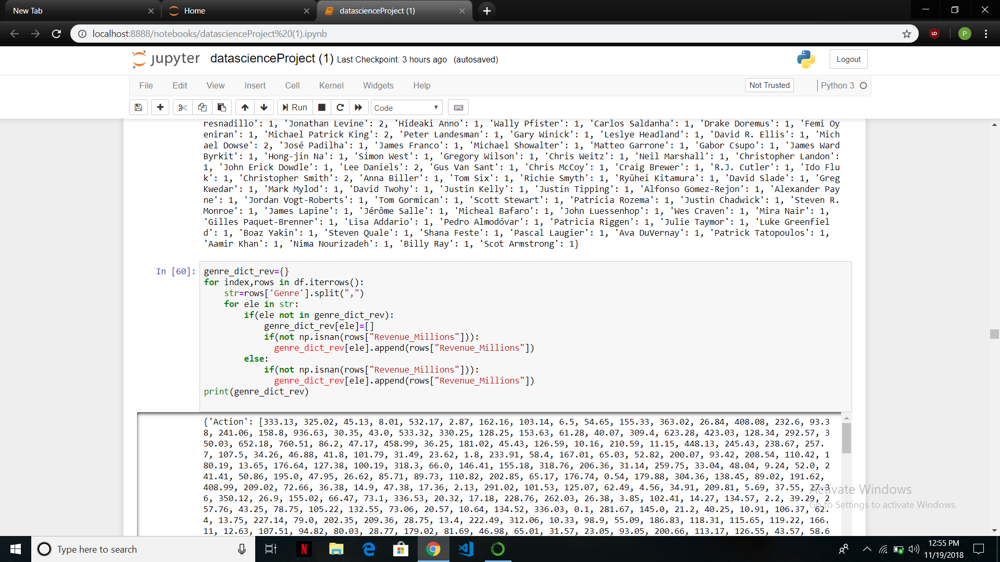 New Tab
Home
datascienceProject (1)
localhost:8888/notebooks/datascienceProject%20(1).ipynb
P
jupyter datascienceProject (1) Last Checkpoint: 3 hours ago (autosaved)
Logout
File Edit View Insert Cell Kernel Widgets Help
Not Trusted
Python 3
Run
Code
resnadillo': 1, 'Jonathan Levine': 2, 'Hideaki Anno': 1, 'Wally Pfister': 1, 'Carlos Saldanha': 1, 'Drake Doremus': 1, 'Femi Oy
eniran': 1, 'Michael Patrick King': 2, 'Peter Landesman': 1, 'Gary Winick': 1, 'Leslye Headland': 1, 'David R. Ellis': 1, 'Mich
ael Dowse': 2, 'José Padilha': 1, 'James Franco': 1, 'Michael Showalter': 1, 'Matteo Garrone': 1, 'Gabor Csupo': 1, 'James Ward
Byrkit': 1, 'Hong-jin Na': 1, 'Simon West': 1, 'Gregory Wilson': 1, 'Chris Weitz': 1, 'Neil Marshall': 1, 'Christopher Landon':
1, 'John Erick Dowdle': 1, 'Lee Daniels': 2, 'Gus Van Sant': 1, 'Chris McCoy': 1, 'Craig Brewer': 1, 'R.J. Cutler': 1, 'Ido Flu
k': 1, 'Christopher Smith': 2, 'Anna Biller': 1, 'Tom Six': 1, 'Richie Smyth': 1, 'Ryûhei Kitamura': 1, 'David Slade': 1, 'Greg
Kwedar': 1, 'Mark Mylod': 1, 'David Twohy': 1, 'Justin Kelly': 1, 'Justin Tipping': 1, 'Alfonso Gomez-Rejon': 1, 'Alexander Pay
ne': 1, 'Jordan Vogt-Roberts': 1, 'Tom Gormican': 1, 'Scott Stewart': 1, 'Patricia Rozema': 1, 'Justin Chadwick': 1, 'Steven R.
Monroe': 1, 'James Lapine': 1, 'Jérôme Salle': 1, 'Micheal Bafaro': 1, 'John Luessenhop': 1, 'Wes Craven': 1, 'Mira Nair': 1,
'Gilles Paquet-Brenner': 1, 'Lisa Addario': 1, 'Pedro Almodóvar': 1, 'Patricia Riggen': 1, 'Julie Taymor': 1, 'Luke Greenfiel
d': 1, 'Boaz Yakin': 1, 'Steven Quale': 1, 'Shana Feste': 1, 'Pascal Laugier': 1, 'Ava DuVernay': 1, 'Patrick Tatopoulos': 1,
'Aamir Khan': 1, 'Nima Nourizadeh': 1, 'Billy Ray': 1, 'Scot Armstrong': 1}
In [60]:
genre_dict_rev={}
for index,rows in df.iterrows():
    str=rows['Genre'].split(",")
    for ele in str:
        if(ele not in genre_dict_rev):
            genre_dict_rev[ele]=[]
            if(not np.isnan(rows["Revenue_Millions"])):
              genre_dict_rev[ele].append(rows["Revenue_Millions"])
        else:
            if(not np.isnan(rows["Revenue_Millions"])):
              genre_dict_rev[ele].append(rows["Revenue_Millions"])
print(genre_dict_rev)
{'Action': [333.13, 325.02, 45.13, 8.01, 532.17, 2.87, 162.16, 103.14, 6.5, 54.65, 155.33, 363.02, 26.84, 408.08, 232.6, 93.3
8, 241.06, 158.8, 936.63, 30.35, 43.0, 533.32, 330.25, 128.25, 153.63, 61.28, 40.07, 309.4, 623.28, 423.03, 128.34, 292.57, 3
50.03, 652.18, 760.51, 86.2, 47.17, 458.99, 36.25, 181.02, 45.43, 126.59, 10.16, 210.59, 11.15, 448.13, 245.43, 238.67, 257.
7, 107.5, 34.26, 46.88, 41.8, 101.79, 31.49, 23.62, 1.8, 233.91, 58.4, 167.01, 65.03, 52.82, 200.07, 93.42, 208.54, 110.42, 1
80.19, 13.65, 176.64, 127.38, 100.19, 318.3, 66.0, 146.41, 155.18, 318.76, 206.36, 31.14, 259.75, 33.04, 48.04, 9.24, 52.0, 2
41.41, 50.86, 195.0, 47.95, 26.62, 85.71, 89.73, 110.82, 202.85, 65.17, 176.74, 0.54, 179.88, 304.36, 138.45, 89.02, 191.62,
408.99, 209.02, 72.66, 36.38, 14.9, 47.38, 17.36, 2.13, 291.02, 101.53, 125.07, 62.49, 4.56, 34.91, 209.81, 5.69, 37.55, 27.3
6, 350.12, 26.9, 155.02, 66.47, 73.1, 336.53, 20.32, 17.18, 228.76, 262.03, 26.38, 3.85, 102.41, 14.27, 134.57, 2.2, 39.29, 2
57.76, 43.25, 78.75, 105.22, 132.55, 73.06, 20.57, 10.64, 134.52, 336.03, 0.1, 281.67, 145.0, 21.2, 40.25, 10.91, 106.37, 62.
4, 13.75, 227.14, 79.0, 202.35, 209.36, 28.75, 13.4, 222.49, 312.06, 10.33, 98.9, 55.09, 186.83, 118.31, 115.65, 119.22, 166.
11, 12.63, 107.51, 94.82, 80.03, 28.77, 179.02, 81.69, 46.98, 65.01, 31.57, 23.05, 93.05, 200.66, 113.17, 126.55, 43.57, 58.6
Activate Windows
Go to Settings to activate Windows.
Type here to search
N
12:55 PM
11/19/2018